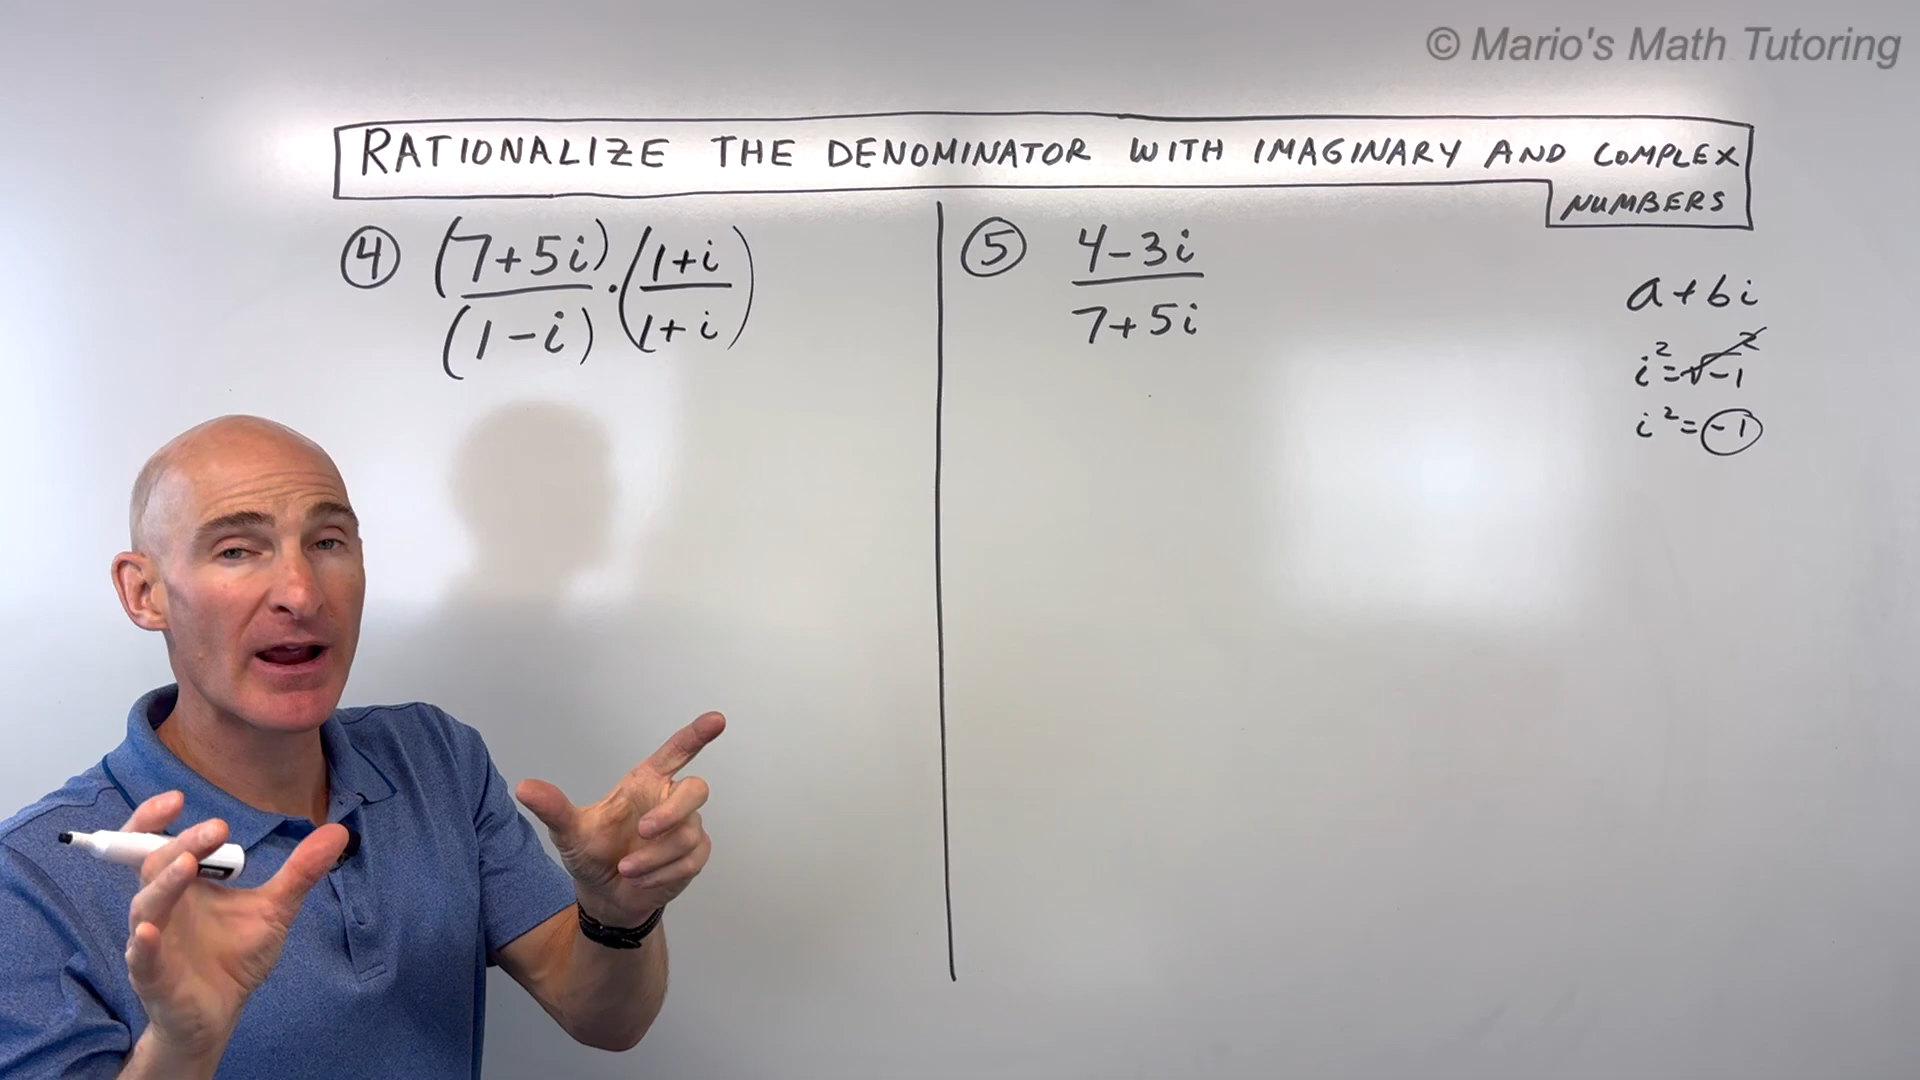 © Mario's Math Tutoring
RATIONALIZE THE DENOMINATOR WITH IMAGINARY AND COMPLEX
NUMBERS
④ (7+5i) · (1+i
(1-i) 1+i)
⑤ 4-3i
7+5i
a+bi
i²=√-1²
i²=-1